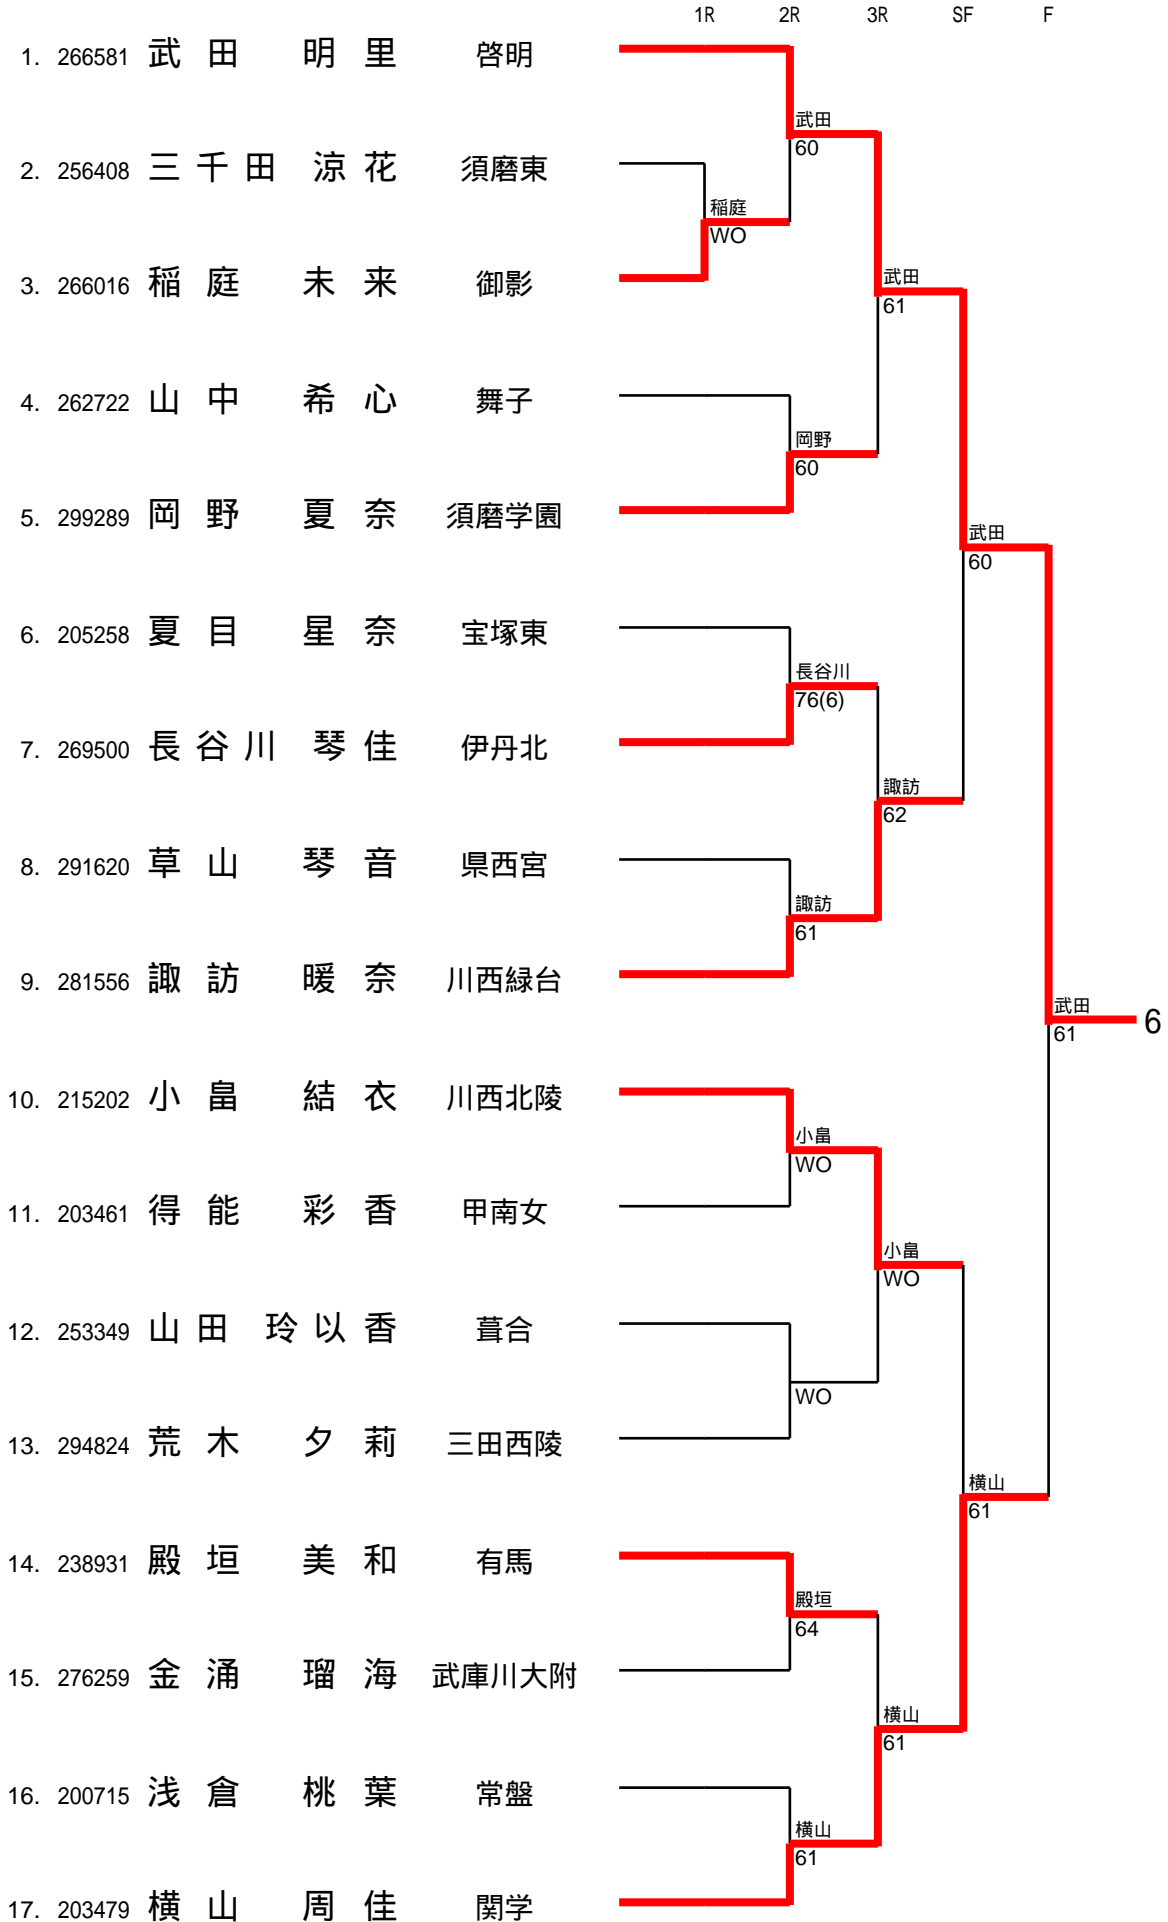 1R 2R 3R SF F
1. 266581 武田 明里 啓明
武田
60
2. 256408 三千田 涼花 須磨東
稲庭
WO
3. 266016 稲庭 未来 御影
武田
61
4. 262722 山中 希心 舞子
岡野
60
5. 299289 岡野 夏奈 須磨学園
武田
60
6. 205258 夏目 星奈 宝塚東
長谷川
76(6)
7. 269500 長谷川 琴佳 伊丹北
諏訪
62
8. 291620 草山 琴音 県西宮
諏訪
61
9. 281556 諏訪 暖奈 川西緑台
武田
61
6
10. 215202 小畠 結衣 川西北陵
小畠
WO
11. 203461 得能 彩香 甲南女
小畠
WO
12. 253349 山田 玲以香 葺合
WO
13. 294824 荒木 夕莉 三田西陵
横山
61
14. 238931 殿垣 美和 有馬
殿垣
64
15. 276259 金涌 瑠海 武庫川大附
横山
61
16. 200715 浅倉 桃葉 常盤
横山
61
17. 203479 横山 周佳 関学